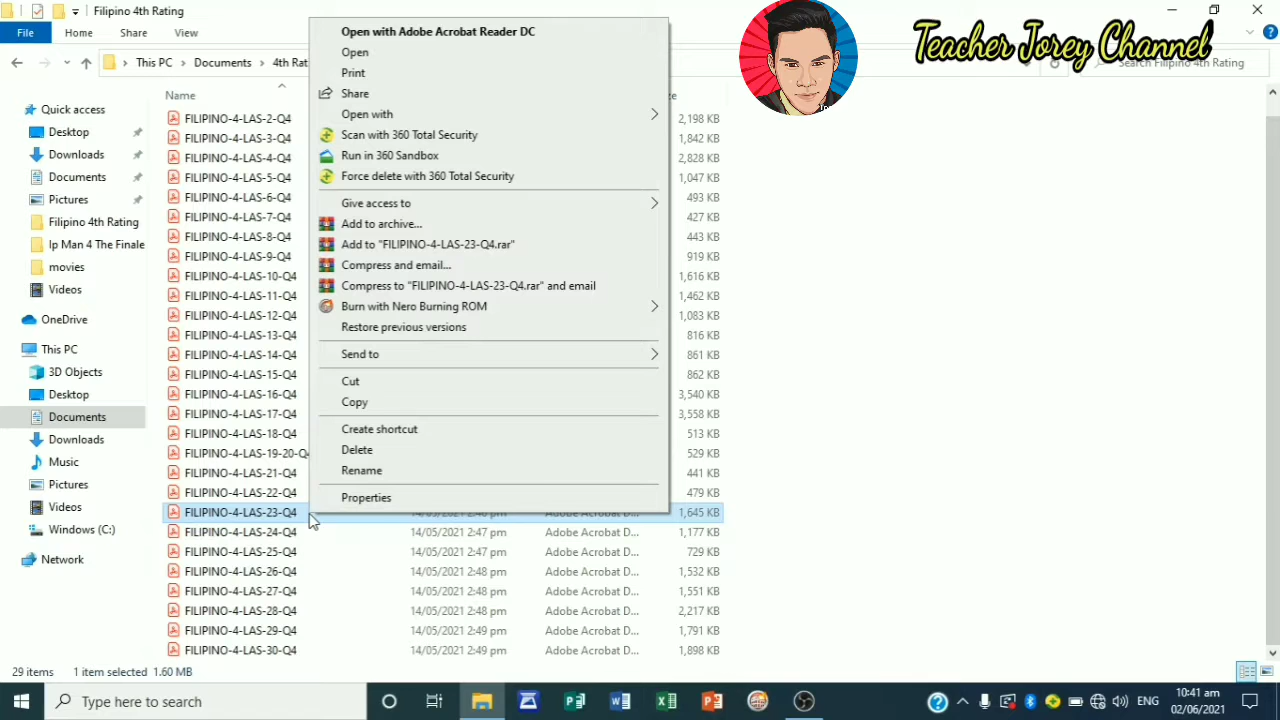 Filipino 4th Rating
File
Home
Share
View
This PC
Documents
4th Rat
Search Filipino 4th Rating
Teacher Jorey Channel
Name
Quick access
Desktop
Downloads
Documents
Pictures
Filipino 4th Rating
Ip Man 4 The Finale
movies
Videos
OneDrive
This PC
3D Objects
Desktop
Documents
Downloads
Music
Pictures
Videos
Windows (C:)
Network
FILIPINO-4-LAS-2-Q4 2,198 KB
FILIPINO-4-LAS-3-Q4 1,842 KB
FILIPINO-4-LAS-4-Q4 2,828 KB
FILIPINO-4-LAS-5-Q4 1,047 KB
FILIPINO-4-LAS-6-Q4 493 KB
FILIPINO-4-LAS-7-Q4 427 KB
FILIPINO-4-LAS-8-Q4 443 KB
FILIPINO-4-LAS-9-Q4 919 KB
FILIPINO-4-LAS-10-Q4 1,616 KB
FILIPINO-4-LAS-11-Q4 1,462 KB
FILIPINO-4-LAS-12-Q4 1,083 KB
FILIPINO-4-LAS-13-Q4 816 KB
FILIPINO-4-LAS-14-Q4 861 KB
FILIPINO-4-LAS-15-Q4 862 KB
FILIPINO-4-LAS-16-Q4 3,540 KB
FILIPINO-4-LAS-17-Q4 3,558 KB
FILIPINO-4-LAS-18-Q4 513 KB
FILIPINO-4-LAS-19-20-Q4 529 KB
FILIPINO-4-LAS-21-Q4 441 KB
FILIPINO-4-LAS-22-Q4 479 KB
FILIPINO-4-LAS-23-Q4 1,645 KB
FILIPINO-4-LAS-24-Q4 14/05/2021 2:47 pm Adobe Acrobat D... 1,177 KB
FILIPINO-4-LAS-25-Q4 14/05/2021 2:47 pm Adobe Acrobat D... 729 KB
FILIPINO-4-LAS-26-Q4 14/05/2021 2:48 pm Adobe Acrobat D... 1,532 KB
FILIPINO-4-LAS-27-Q4 14/05/2021 2:48 pm Adobe Acrobat D... 1,551 KB
FILIPINO-4-LAS-28-Q4 14/05/2021 2:48 pm Adobe Acrobat D... 2,217 KB
FILIPINO-4-LAS-29-Q4 14/05/2021 2:49 pm Adobe Acrobat D... 1,791 KB
FILIPINO-4-LAS-30-Q4 14/05/2021 2:49 pm Adobe Acrobat D... 1,898 KB
Open with Adobe Acrobat Reader DC
Open
Print
Share
Open with
Scan with 360 Total Security
Run in 360 Sandbox
Force delete with 360 Total Security
Give access to
Add to archive...
Add to "FILIPINO-4-LAS-23-Q4.rar"
Compress and email...
Compress to "FILIPINO-4-LAS-23-Q4.rar" and email
Burn with Nero Burning ROM
Restore previous versions
Send to
Cut
Copy
Create shortcut
Delete
Rename
Properties
29 items 1 item selected 1.60 MB
Type here to search
ENG
10:41 am
02/06/2021